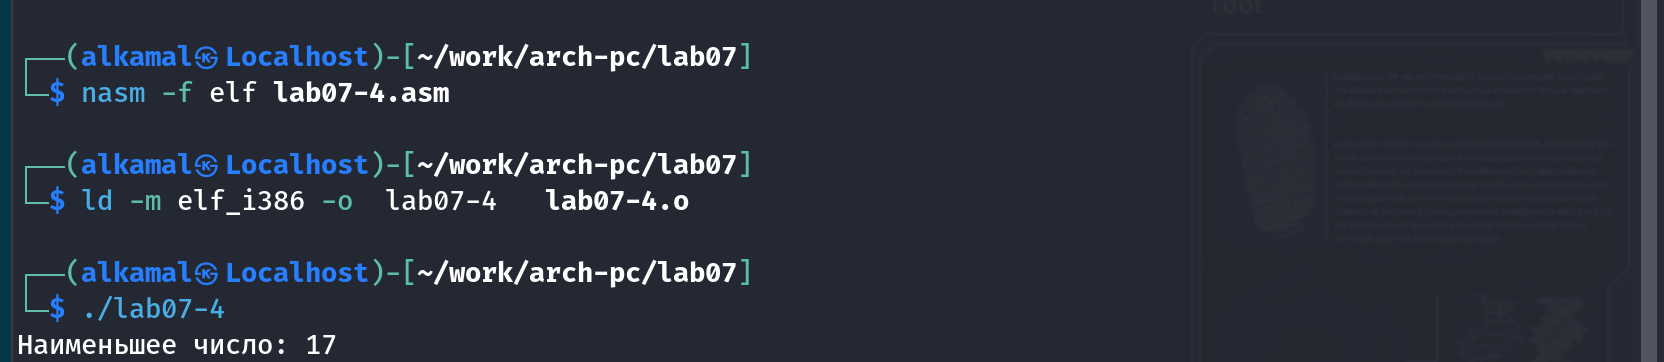 root
┌──(alkamal㉿Localhost)-[~/work/arch-pc/lab07]
└─$ nasm -f elf lab07-4.asm
┌──(alkamal㉿Localhost)-[~/work/arch-pc/lab07]
└─$ ld -m elf_i386 -o  lab07-4   lab07-4.o
┌──(alkamal㉿Localhost)-[~/work/arch-pc/lab07]
└─$ ./lab07-4
Наименьшее число: 17